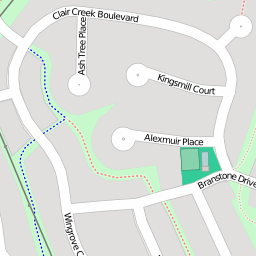 Clair Creek Boulevard
Ash Tree Place
Kingsmill Court
Alexmuir Place
Branstone Drive
Wingrove